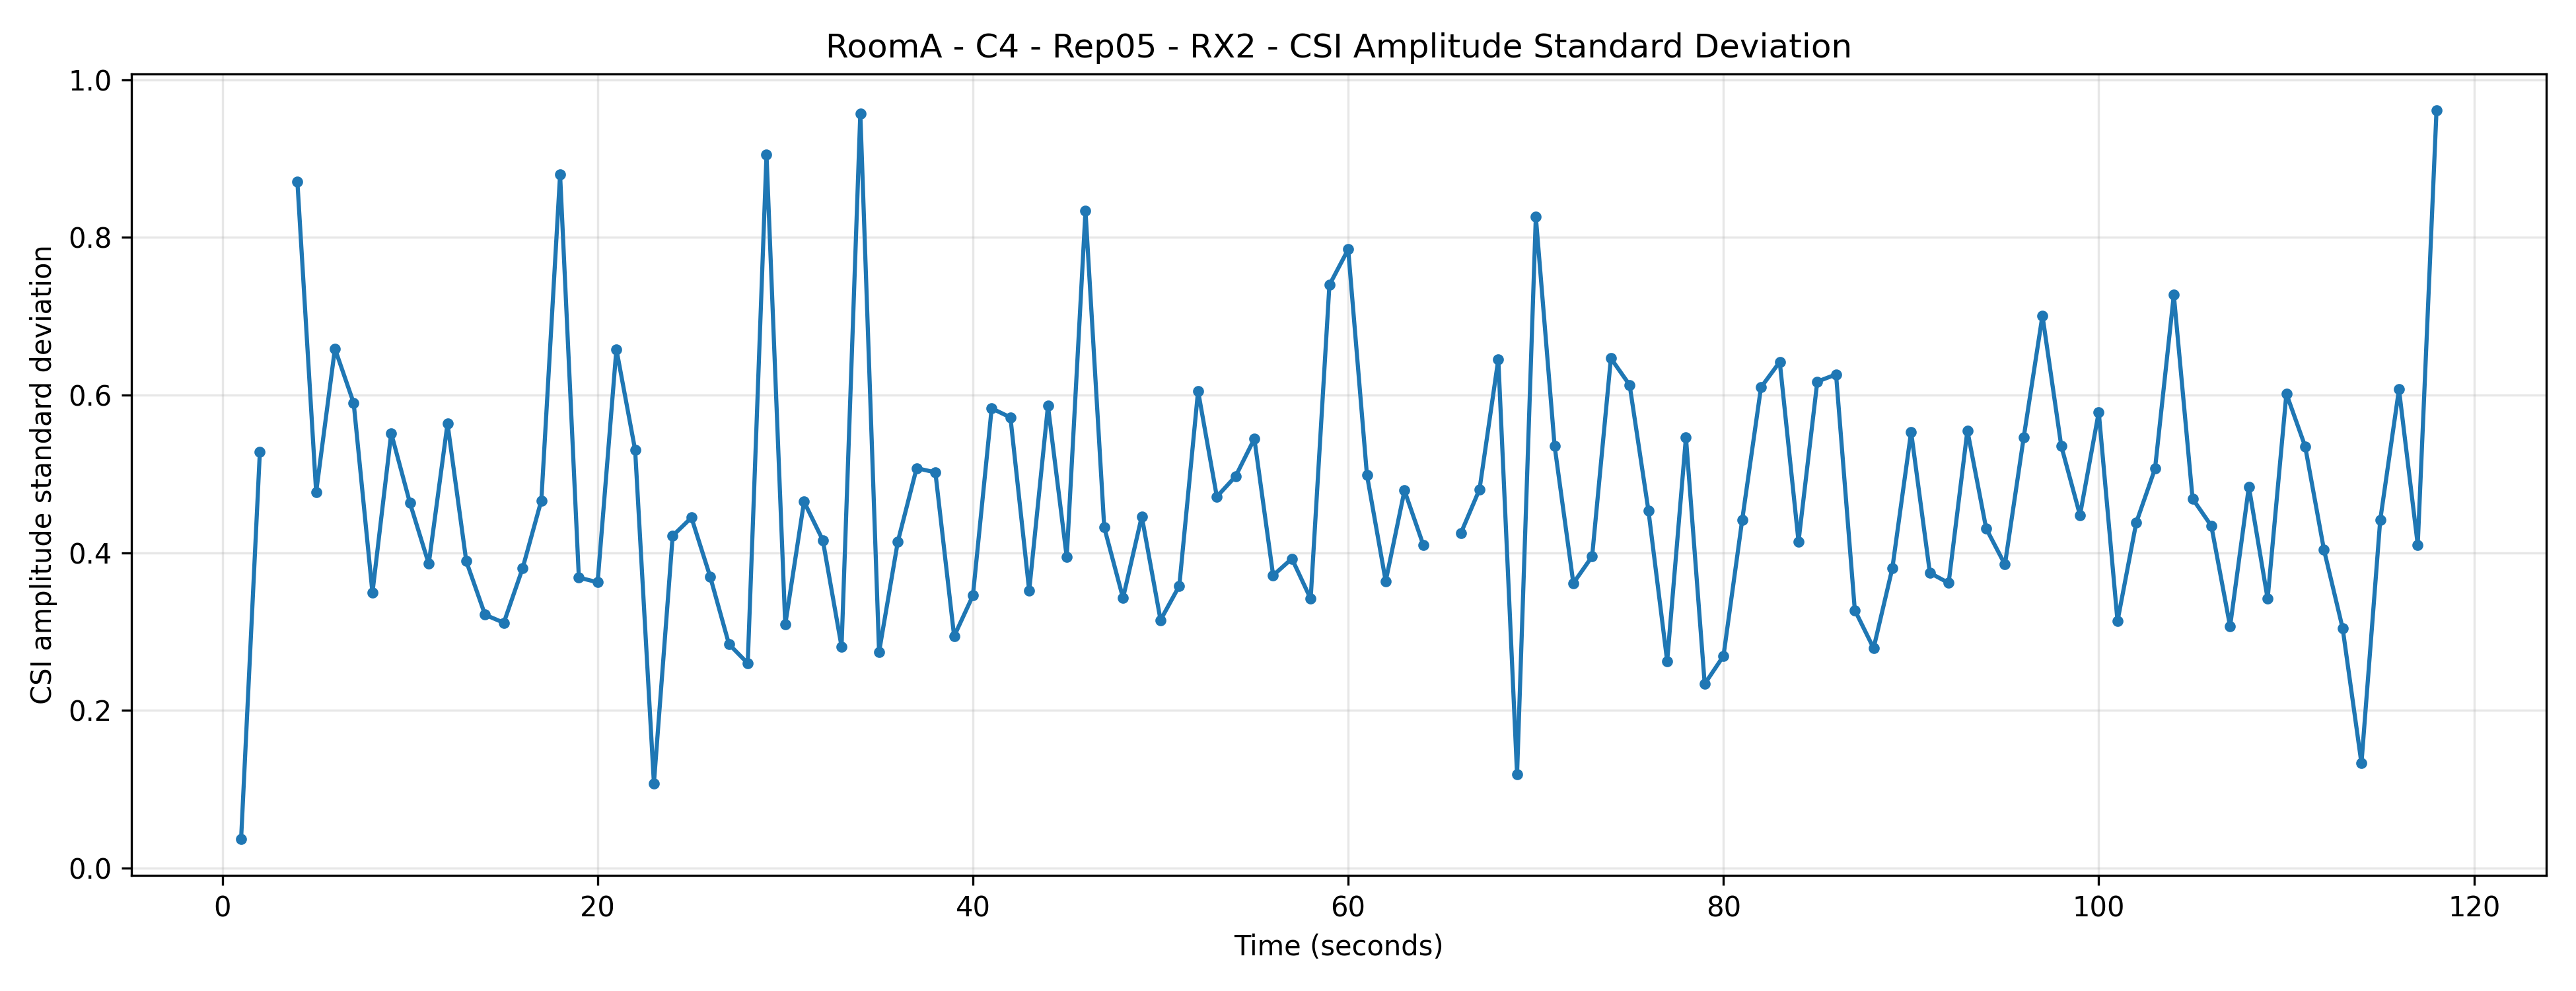 RoomA - C4 - Rep05 - RX2 - CSI Amplitude Standard Deviation
CSI amplitude standard deviation
1.0
0.8
0.6
0.4
0.2
0.0
0 20 40 60 80 100 120
Time (seconds)